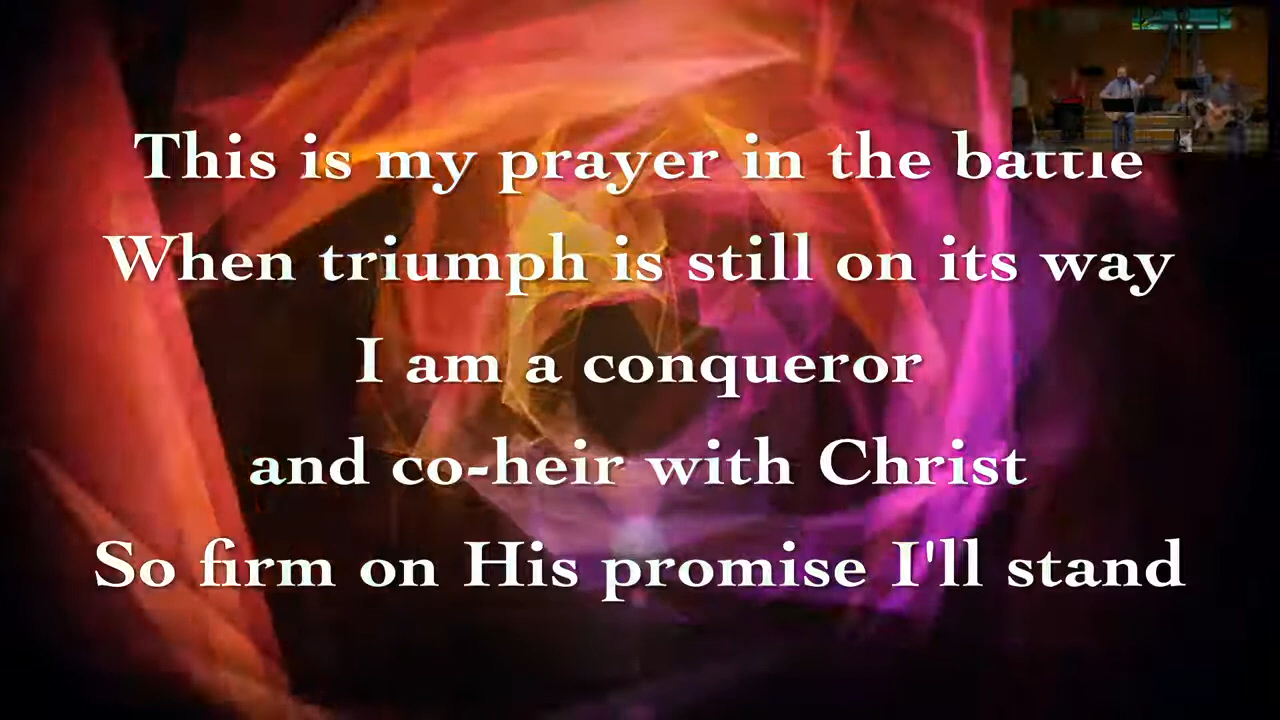 This is my prayer in the battle
When triumph is still on its way
I am a conqueror
and co-heir with Christ
So firm on His promise I'll stand